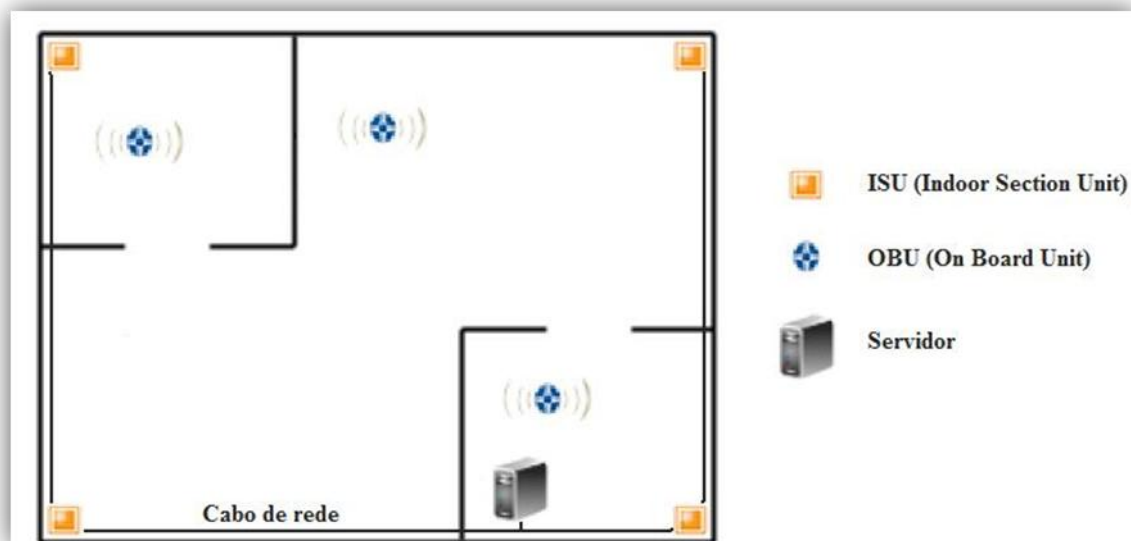 ISU (Indoor Section Unit)
OBU (On Board Unit)
Servidor
Cabo de rede